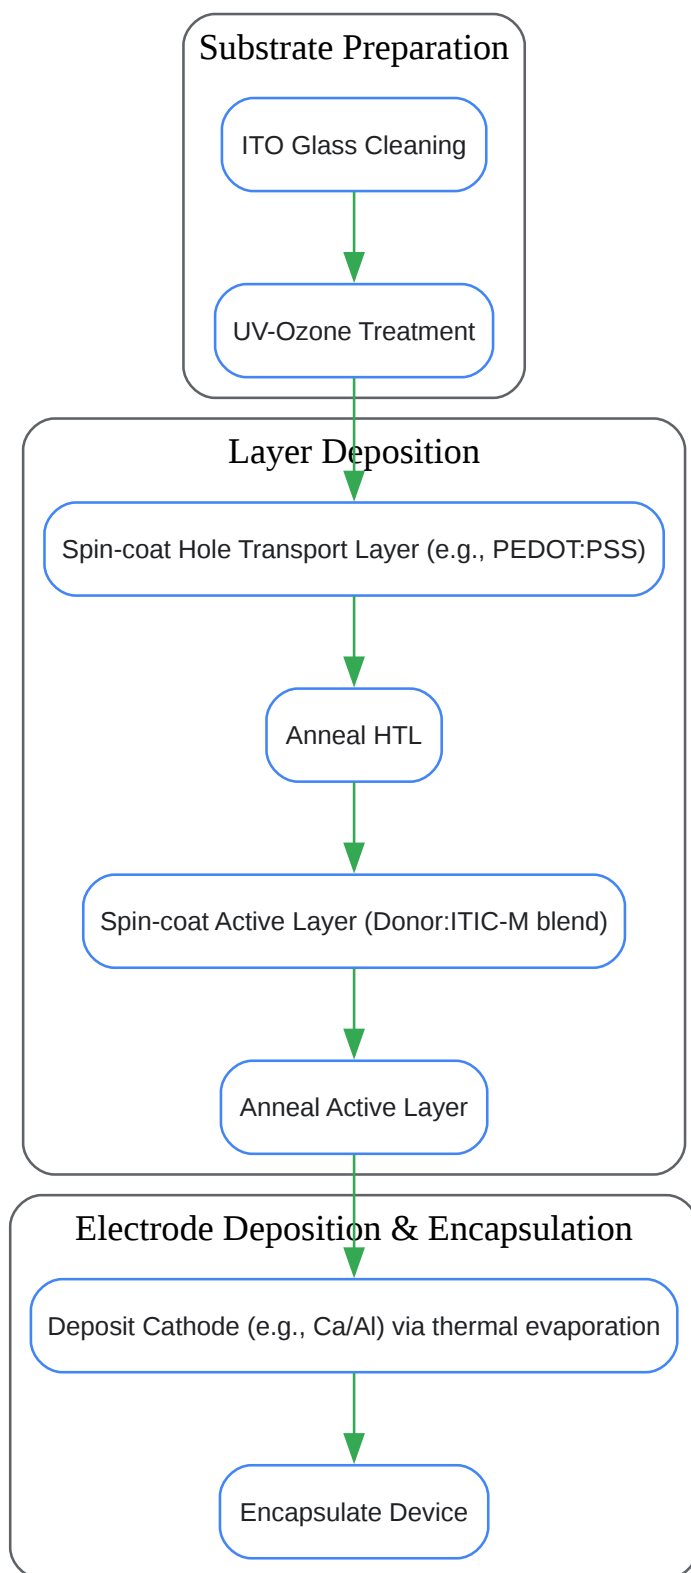 Substrate Preparation
ITO Glass Cleaning
UV-Ozone Treatment
Layer Deposition
Spin-coat Hole Transport Layer (e.g., PEDOT:PSS)
Anneal HTL
Spin-coat Active Layer (Donor:ITIC-M blend)
Anneal Active Layer
Electrode Deposition & Encapsulation
Deposit Cathode (e.g., Ca/Al) via thermal evaporation
Encapsulate Device